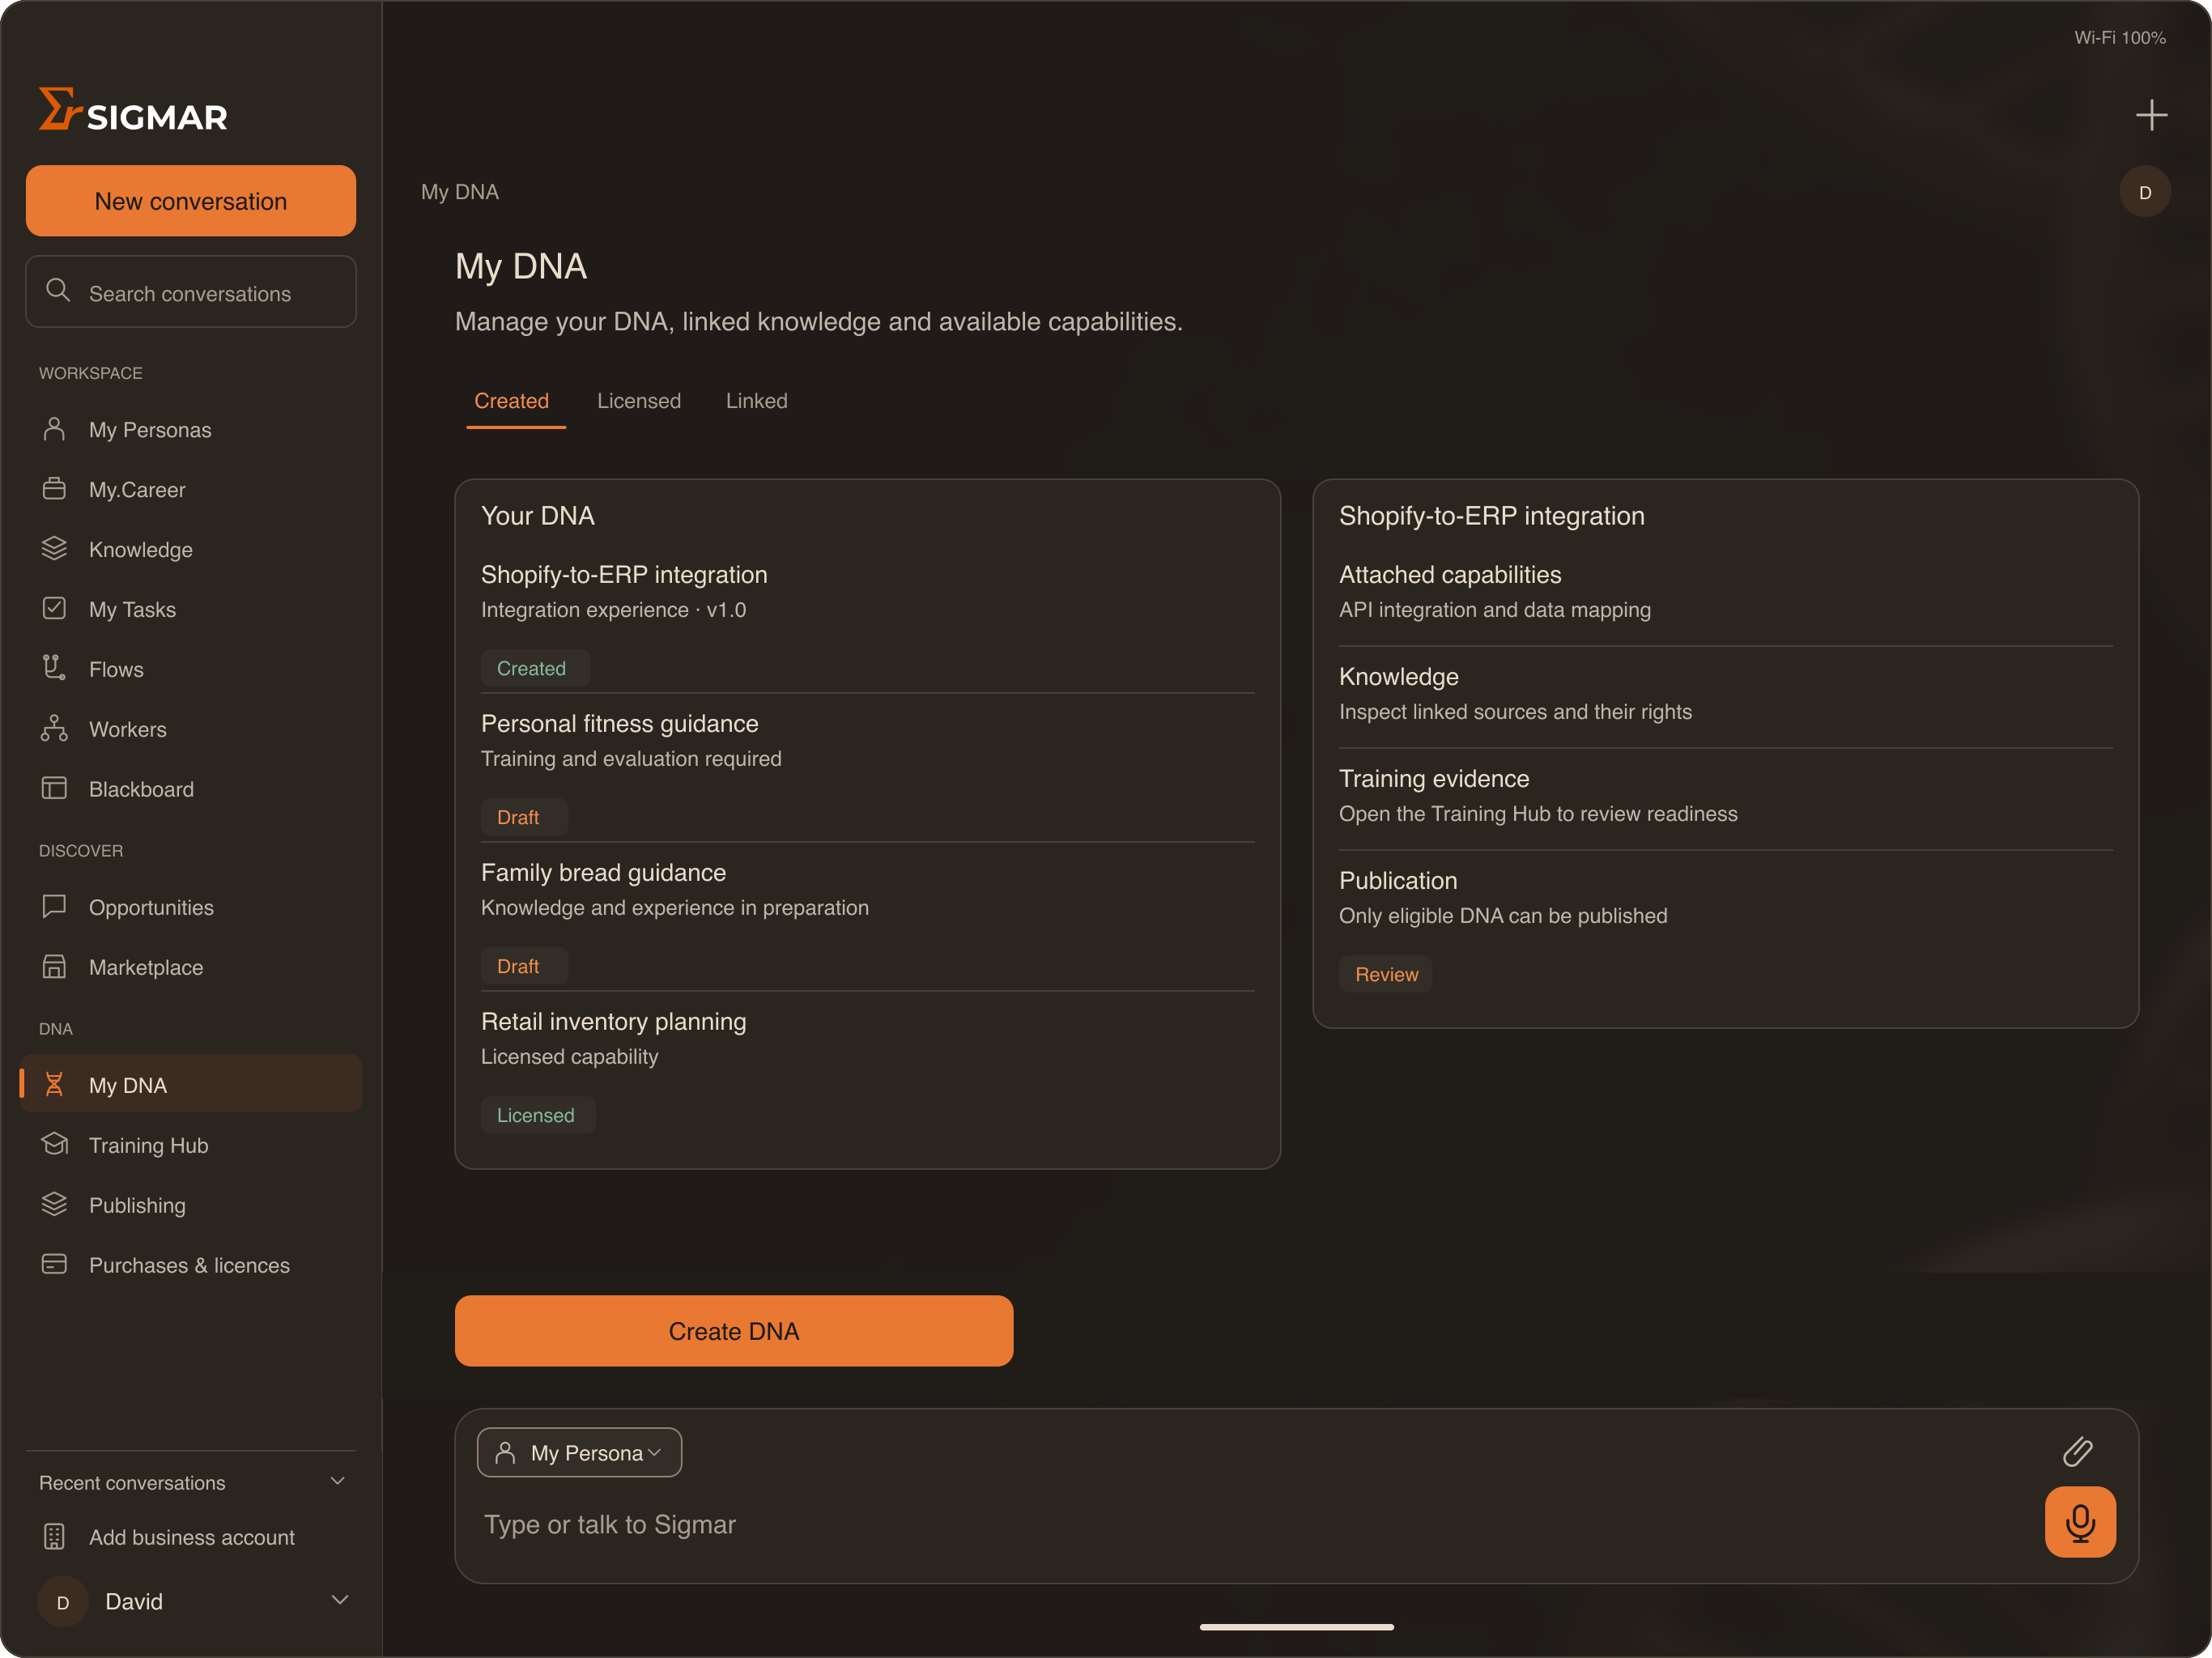 Wi-Fi 100%
Σr SIGMAR
New conversation
Search conversations
WORKSPACE
My Personas
My.Career
Knowledge
My Tasks
Flows
Workers
Blackboard
DISCOVER
Opportunities
Marketplace
DNA
My DNA
Training Hub
Publishing
Purchases & licences
Recent conversations
Add business account
D
David
My DNA
D
My DNA
Manage your DNA, linked knowledge and available capabilities.
Created
Licensed
Linked
Your DNA
Shopify-to-ERP integration
Integration experience · v1.0
Created
Personal fitness guidance
Training and evaluation required
Draft
Family bread guidance
Knowledge and experience in preparation
Draft
Retail inventory planning
Licensed capability
Licensed
Shopify-to-ERP integration
Attached capabilities
API integration and data mapping
Knowledge
Inspect linked sources and their rights
Training evidence
Open the Training Hub to review readiness
Publication
Only eligible DNA can be published
Review
Create DNA
My Persona
Type or talk to Sigmar